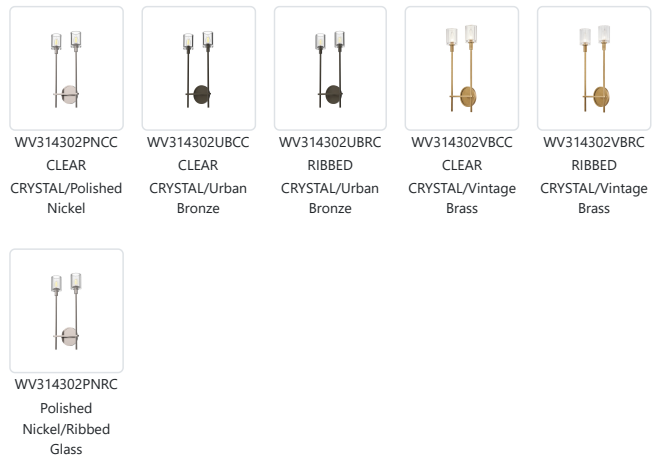 WV314302PNCC
CLEAR
CRYSTAL/Polished
Nickel
WV314302UBCC
CLEAR
CRYSTAL/Urban
Bronze
WV314302UBRC
RIBBED
CRYSTAL/Urban
Bronze
WV314302VBCC
CLEAR
CRYSTAL/Vintage
Brass
WV314302VBRC
RIBBED
CRYSTAL/Vintage
Brass
WV314302PNRC
Polished
Nickel/Ribbed
Glass